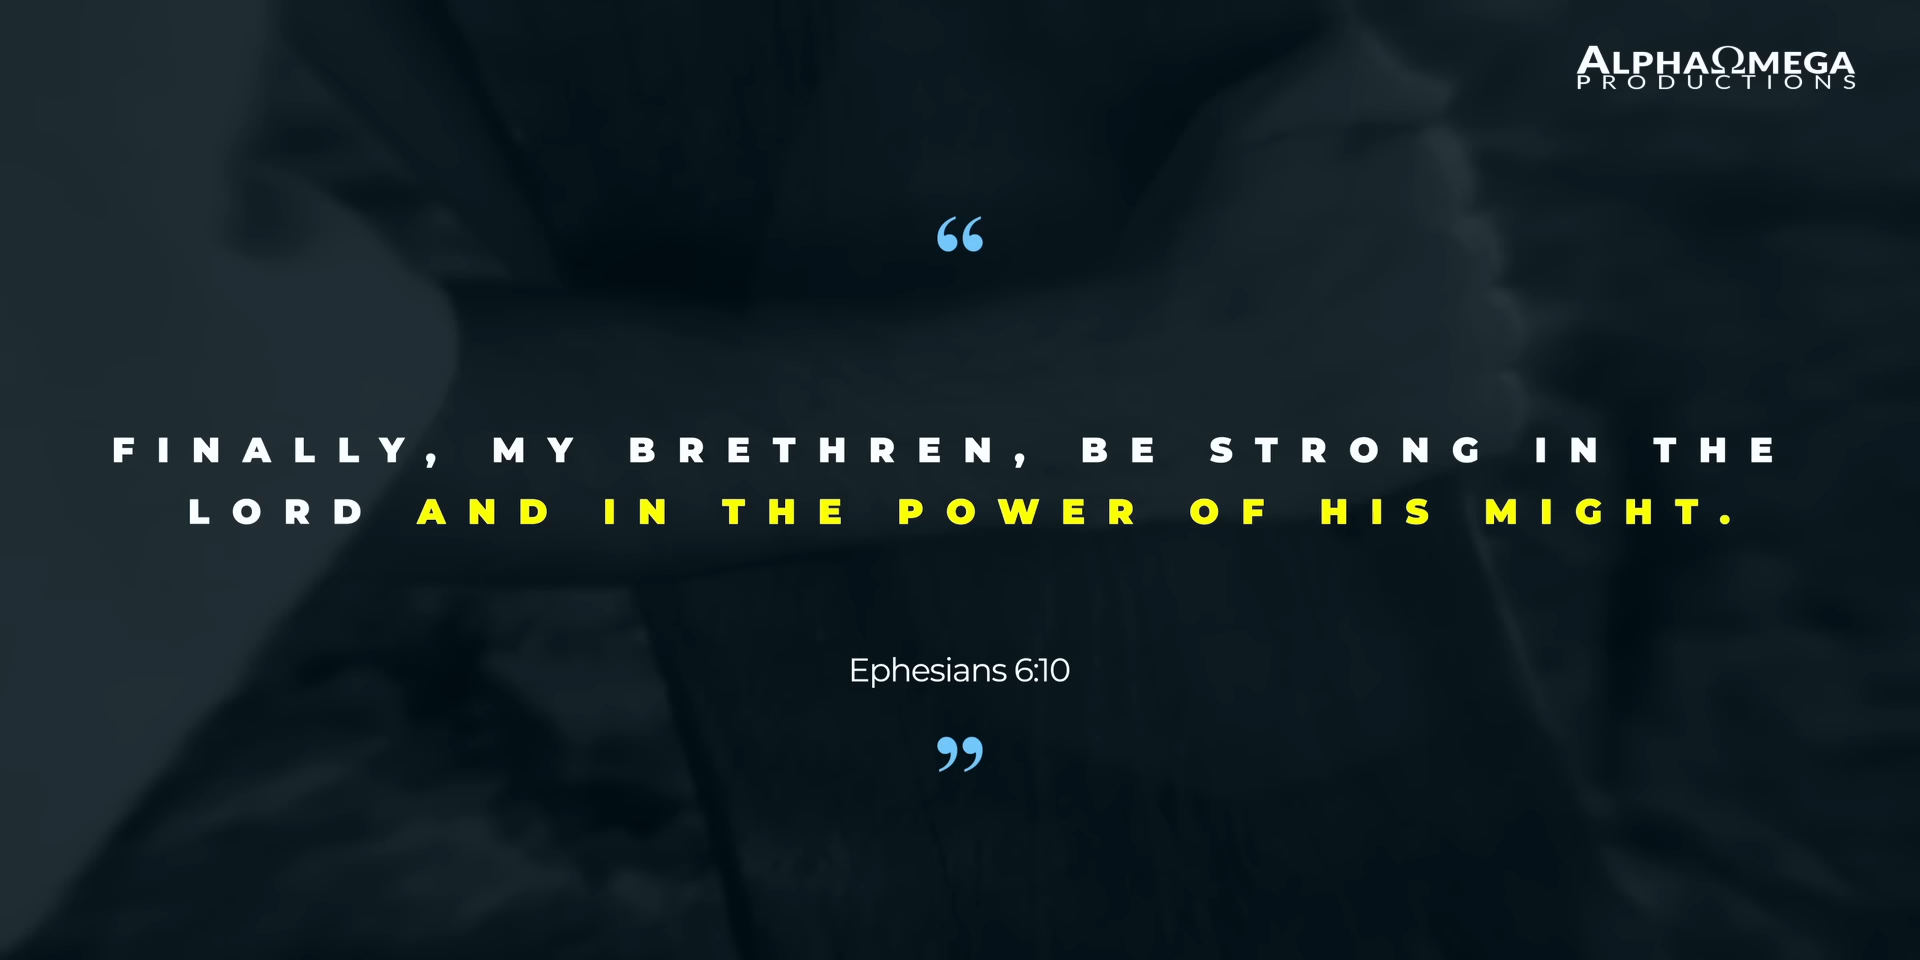 ALPHAΩMEGA
PRODUCTIONS
“
FINALLY, MY BRETHREN, BE STRONG IN THE
LORD AND IN THE POWER OF HIS MIGHT.
Ephesians 6:10
”